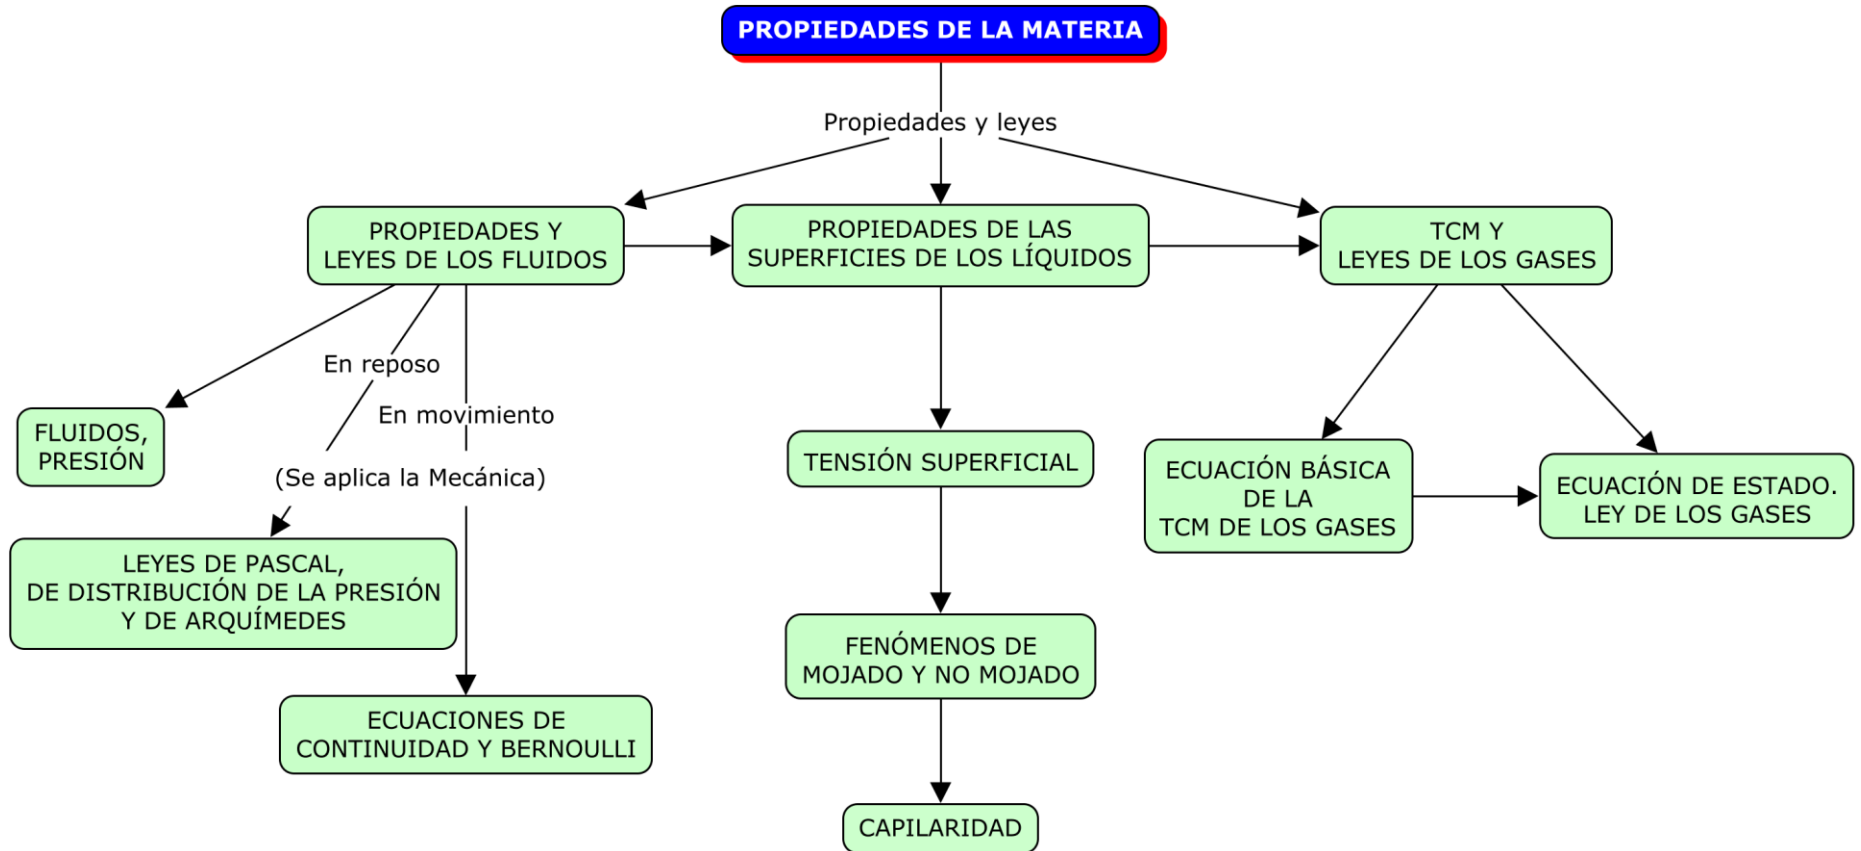 PROPIEDADES DE LA MATERIA
Propiedades y leyes
PROPIEDADES Y
LEYES DE LOS FLUIDOS
PROPIEDADES DE LAS
SUPERFICIES DE LOS LÍQUIDOS
TCM Y
LEYES DE LOS GASES
En reposo
En movimiento
(Se aplica la Mecánica)
FLUIDOS,
PRESIÓN
LEYES DE PASCAL,
DE DISTRIBUCIÓN DE LA PRESIÓN
Y DE ARQUÍMEDES
ECUACIONES DE
CONTINUIDAD Y BERNOULLI
TENSIÓN SUPERFICIAL
FENÓMENOS DE
MOJADO Y NO MOJADO
CAPILARIDAD
ECUACIÓN BÁSICA
DE LA
TCM DE LOS GASES
ECUACIÓN DE ESTADO.
LEY DE LOS GASES